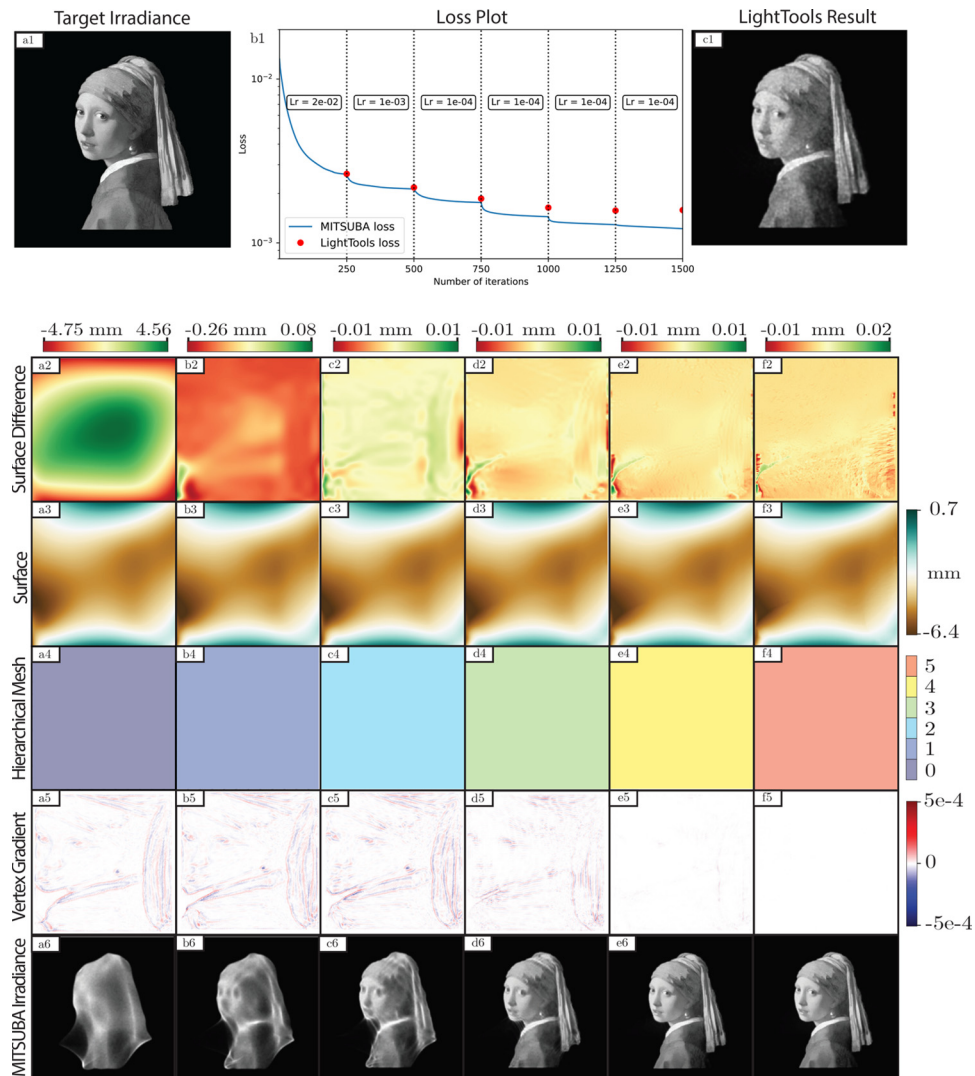 Target Irradiance
Loss Plot
LightTools Result
a1
b1
c1
10⁻²
10⁻³
Loss
Lr = 2e-02
Lr = 1e-03
Lr = 1e-04
Lr = 1e-04
Lr = 1e-04
Lr = 1e-04
MITSUBA loss
LightTools loss
250
500
750
1000
1250
1500
Number of iterations
-4.75 mm 4.56
-0.26 mm 0.08
-0.01 mm 0.01
-0.01 mm 0.01
-0.01 mm 0.01
-0.01 mm 0.02
Surface Difference
a2
b2
c2
d2
e2
f2
Surface
a3
b3
c3
d3
e3
f3
0.7
mm
-6.4
Hierarchical Mesh
a4
b4
c4
d4
e4
f4
5
4
3
2
1
0
Vertex Gradient
a5
b5
c5
d5
e5
f5
5e-4
0
-5e-4
MITSUBA Irradiance
a6
b6
c6
d6
e6